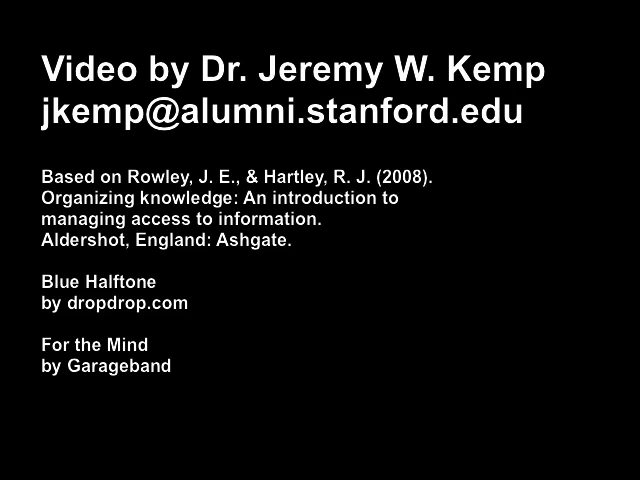 Video by Dr. Jeremy W. Kemp
jkemp@alumni.stanford.edu
Based on Rowley, J. E., & Hartley, R. J. (2008).
Organizing knowledge: An introduction to
managing access to information.
Aldershot, England: Ashgate.
Blue Halftone
by dropdrop.com
For the Mind
by Garageband